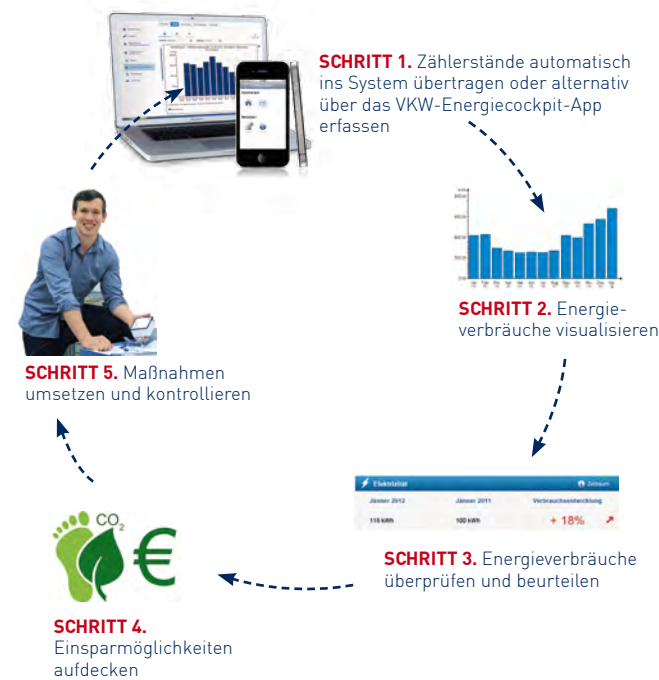 SCHRITT 1. Zählerstände automatisch
ins System übertragen oder alternativ
über das VKW-Energiecockpit-App
erfassen
SCHRITT 2. Energie-
verbräuche visualisieren
Elektrizität Zeitraum
Jänner 2012 Jänner 2011 Verbrauchsentwicklung
118 kWh 100 kWh + 18%
SCHRITT 3. Energieverbräuche
überprüfen und beurteilen
CO2
€
SCHRITT 4.
Einsparmöglichkeiten
aufdecken
SCHRITT 5. Maßnahmen
umsetzen und kontrollieren